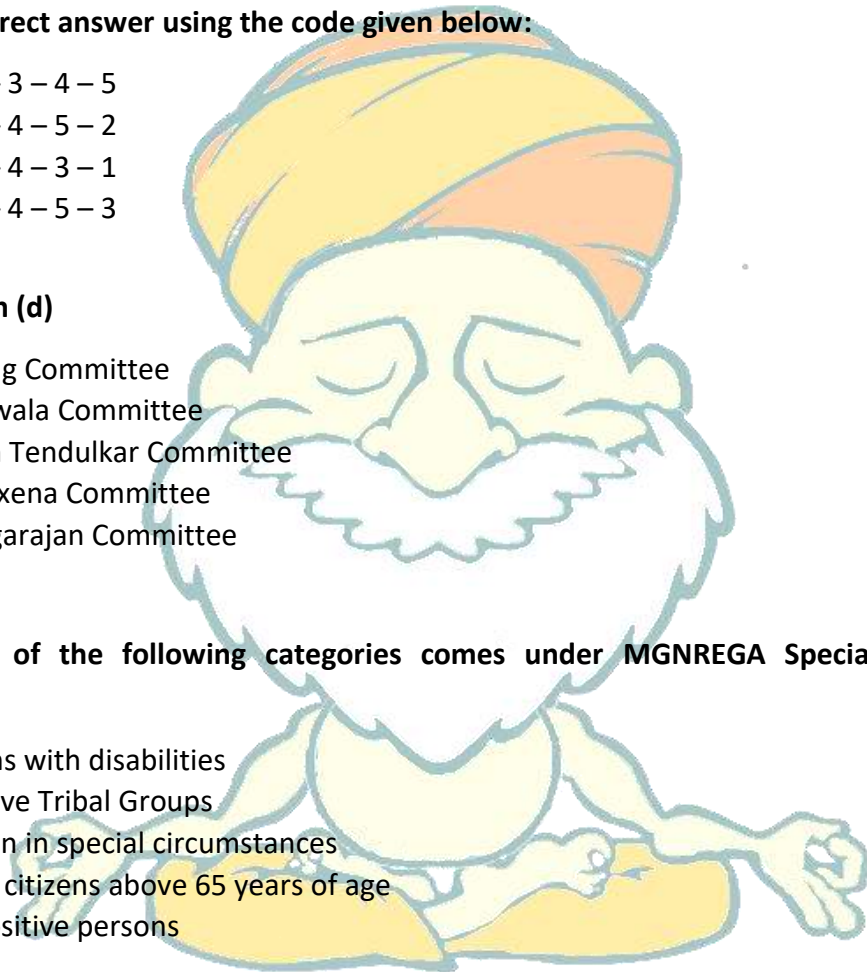 rect answer using the code given below:
3 – 4 – 5
4 – 5 – 2
4 – 3 – 1
4 – 5 – 3
(d)
g Committee
wala Committee
Tendulkar Committee
xena Committee
garajan Committee
of the following categories comes under MGNREGA Specia
s with disabilities
ve Tribal Groups
n in special circumstances
citizens above 65 years of age
sitive persons